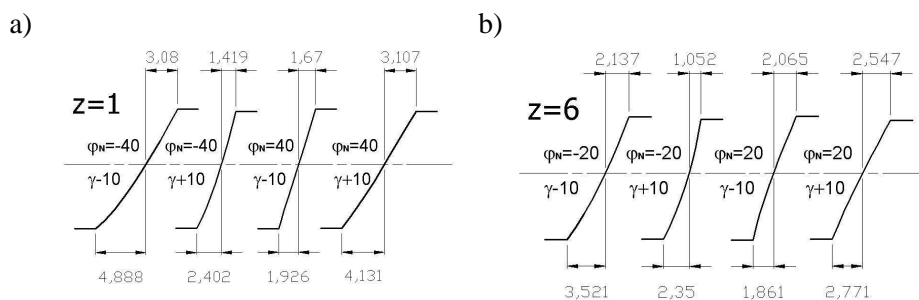 a)
3,08 1,419 1,67 3,107
z=1
φN=-40 φN=-40 φN=40 φN=40
γ-10 γ+10 γ-10 γ+10
4,888 2,402 1,926 4,131
b)
2,137 1,052 2,065 2,547
z=6
φN=-20 φN=-20 φN=20 φN=20
γ-10 γ+10 γ-10 γ+10
3,521 2,35 1,861 2,771